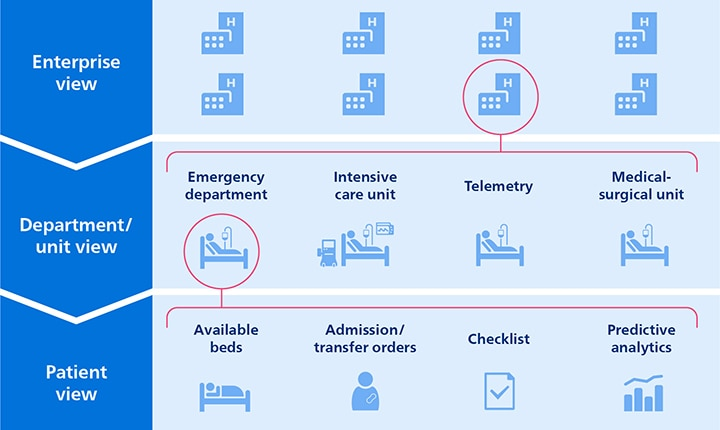 Enterprise
view
H H H H
H H H H
Department/
unit view
Emergency
department
Intensive
care unit
Telemetry
Medical-
surgical unit
Patient
view
Available
beds
Admission/
transfer orders
Checklist
Predictive
analytics